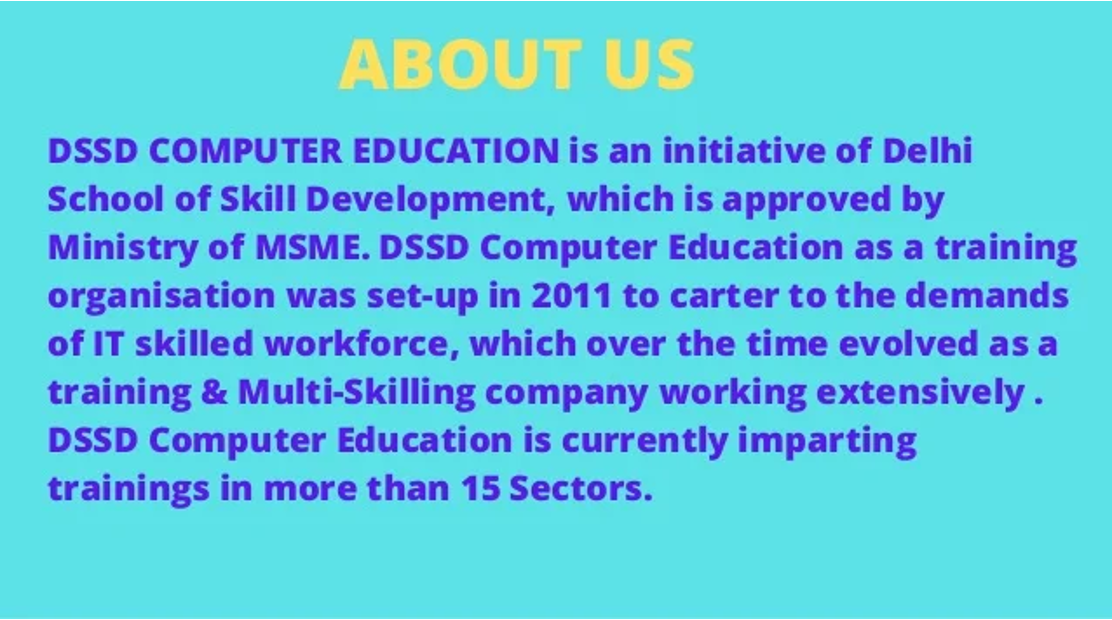 ABOUT US
DSSD COMPUTER EDUCATION is an initiative of Delhi
School of Skill Development, which is approved by
Ministry of MSME. DSSD Computer Education as a training
organisation was set-up in 2011 to carter to the demands
of IT skilled workforce, which over the time evolved as a
training & Multi-Skilling company working extensively .
DSSD Computer Education is currently imparting
trainings in more than 15 Sectors.